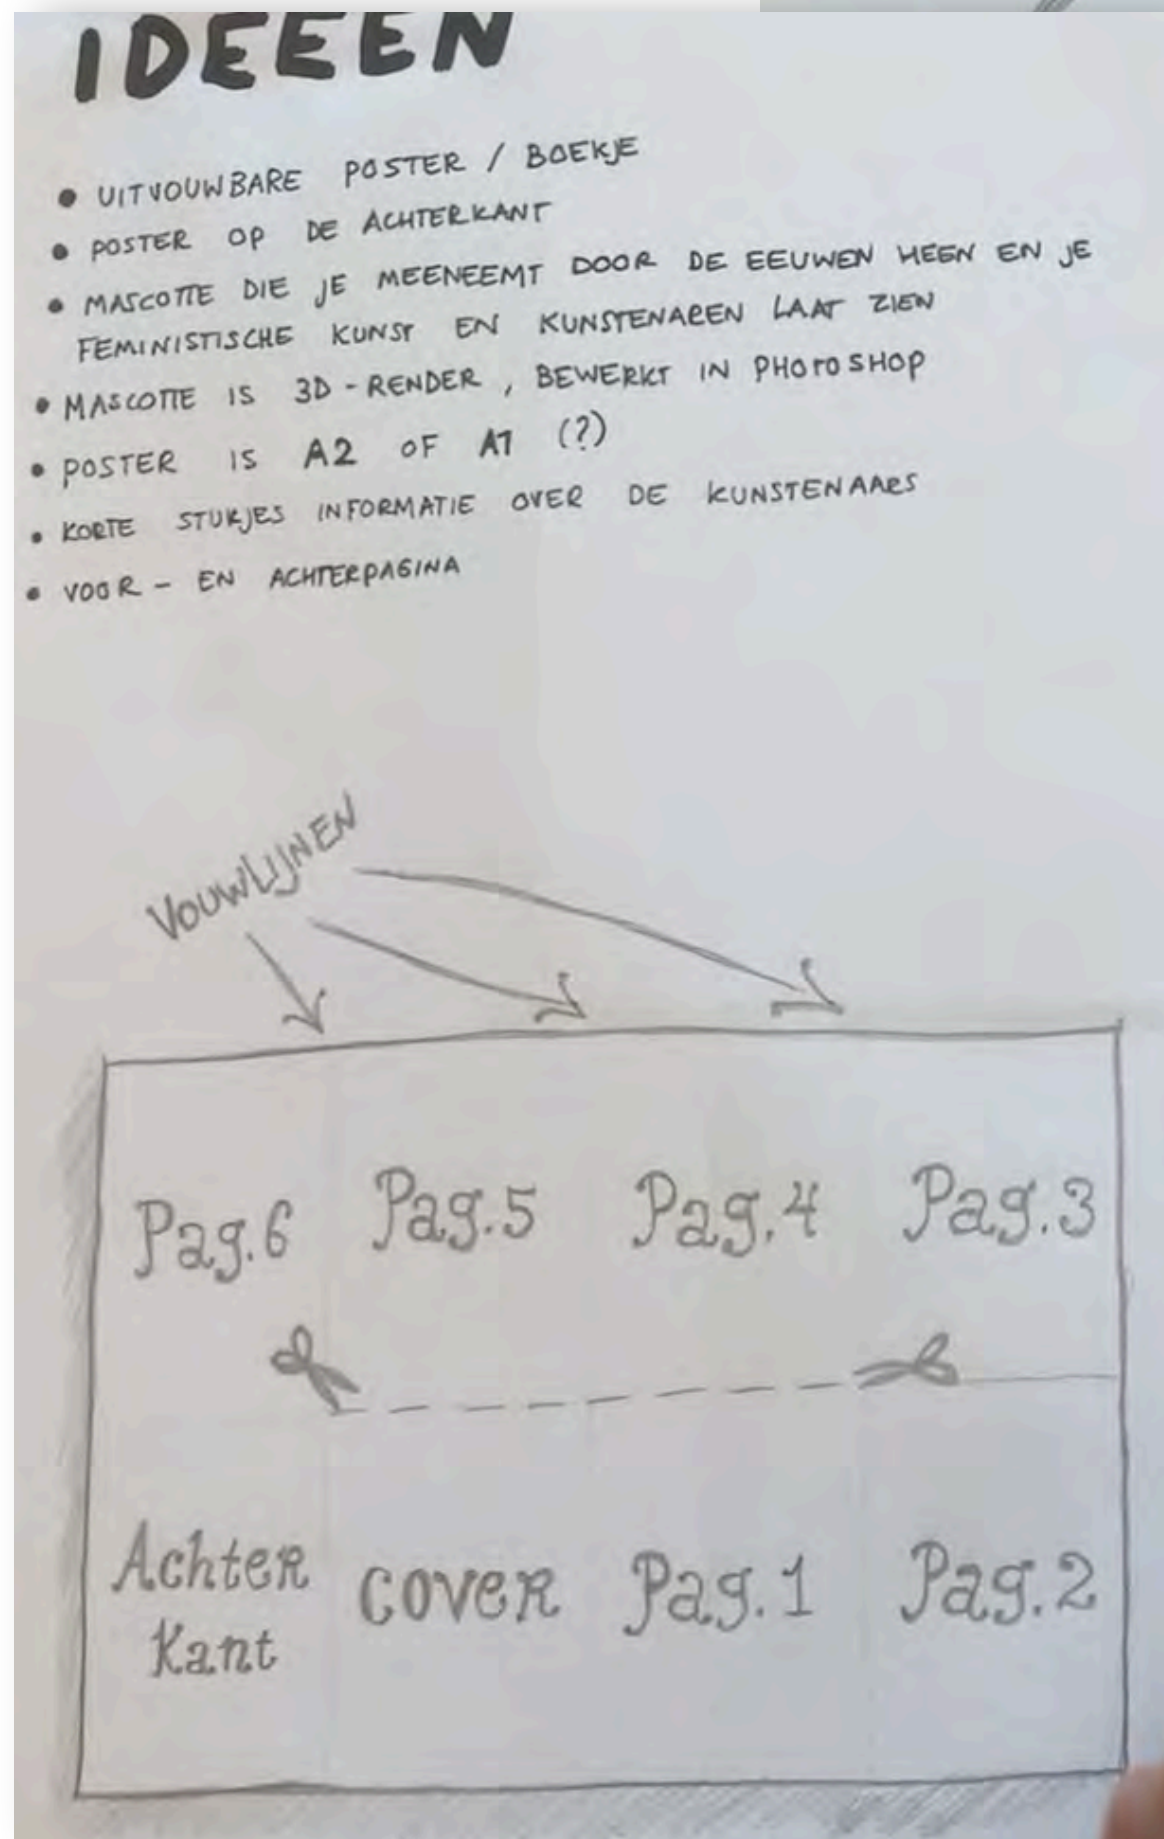 IDEEËN
• UITVOUWBARE POSTER / BOEKJE
• POSTER OP DE ACHTERKANT
• MASCOTTE DIE JE MEENEEMT DOOR DE EEUWEN HEEN EN JE
FEMINISTISCHE KUNST EN KUNSTENAREN LAAT ZIEN
• MASCOTTE IS 3D-RENDER, BEWERKT IN PHOTOSHOP
• POSTER IS A2 OF A1 (?)
• KORTE STUKJES INFORMATIE OVER DE KUNSTENAARS
• VOOR- EN ACHTERPAGINA
VOUWLIJNEN
Pag.6 Pag.5 Pag.4 Pag.3
Achter
Kant
COVER Pag.1 Pag.2